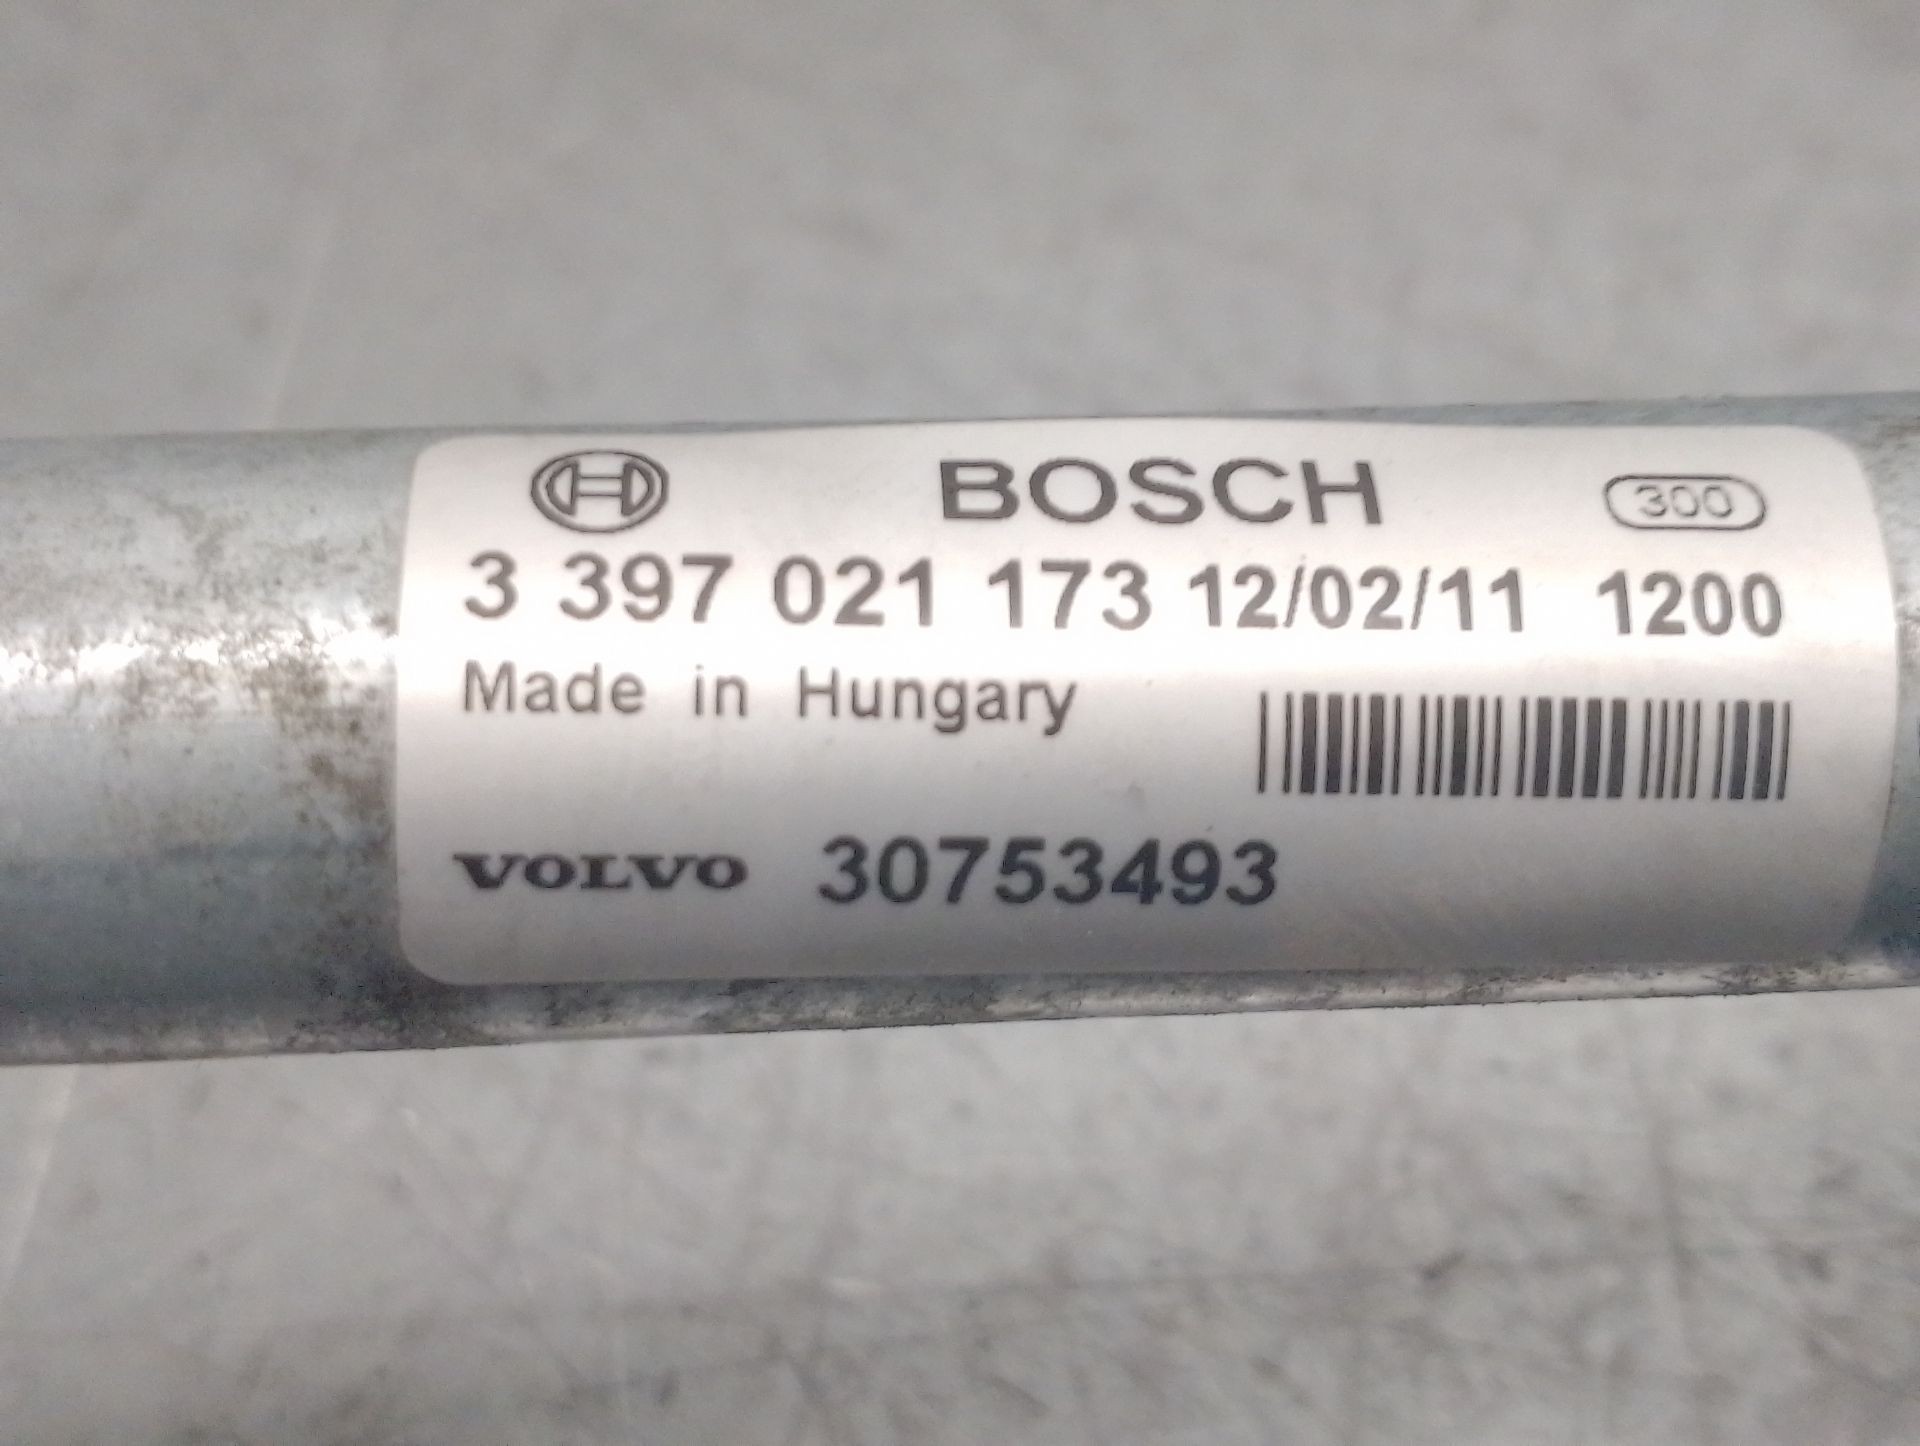 BOSCH 300
3 397 021 173 12/02/11 1200
Made in Hungary
VOLVO 30753493